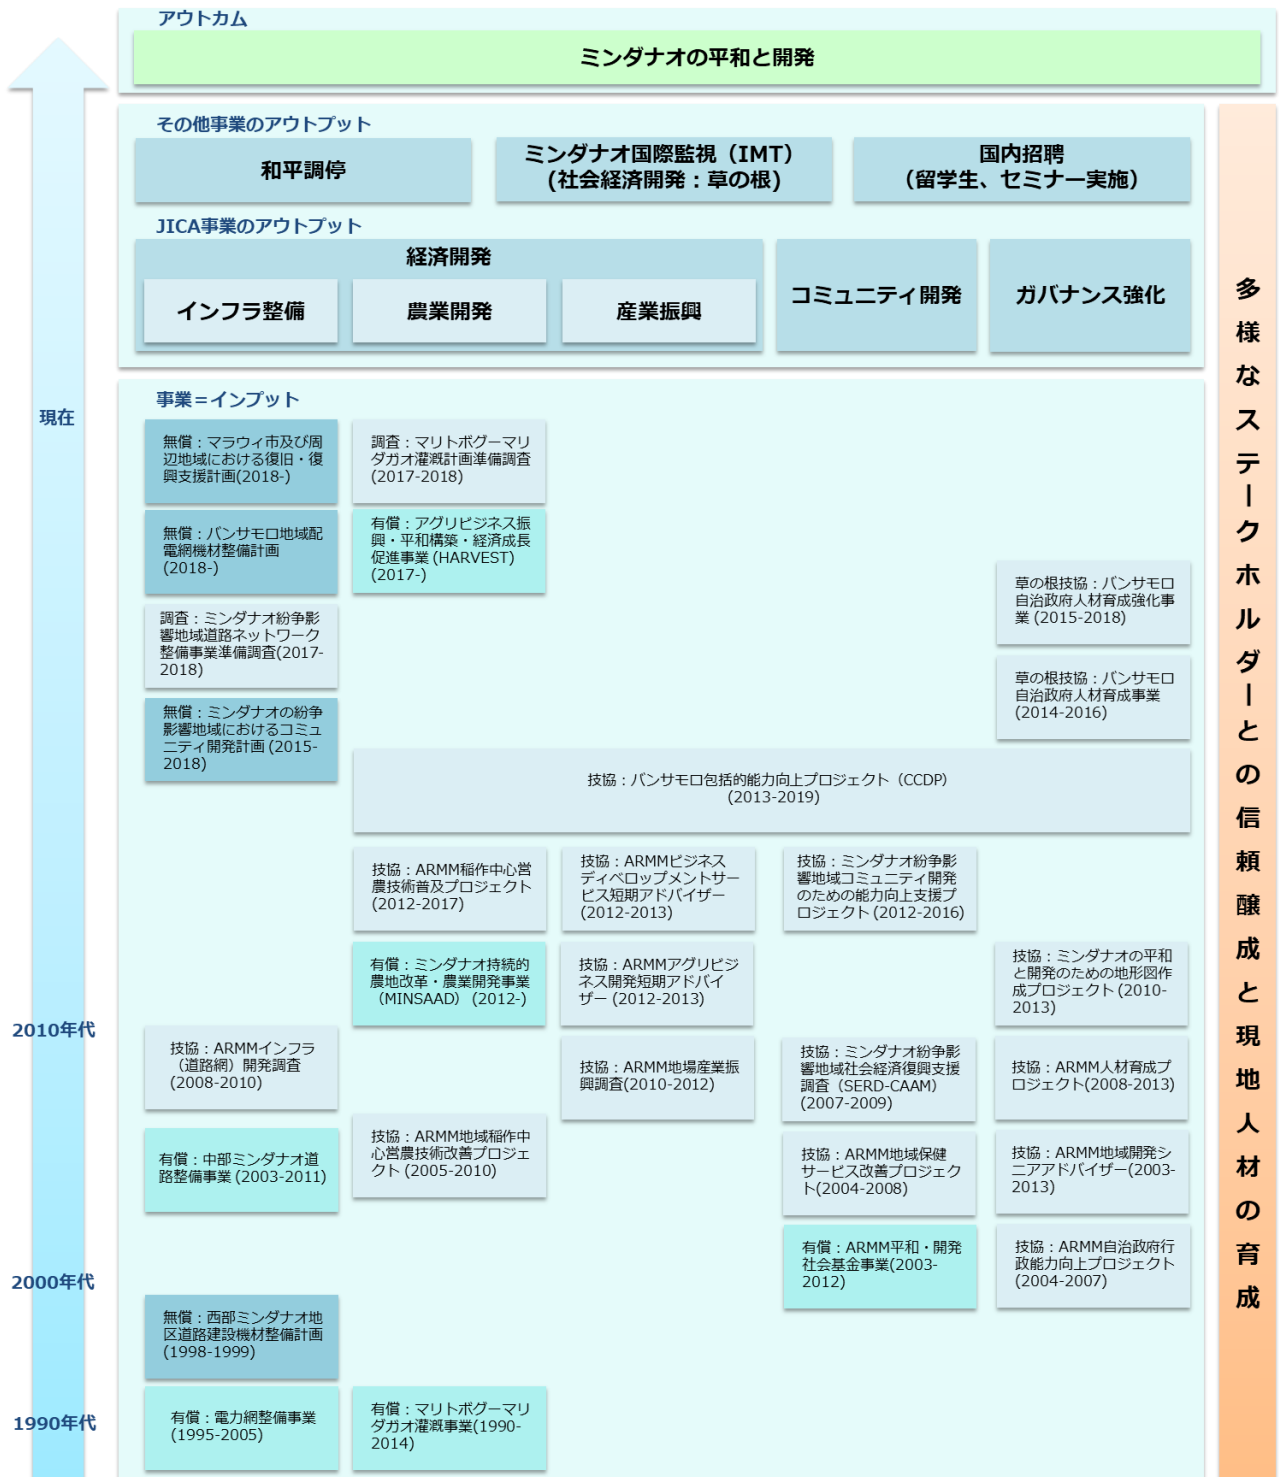 アウトカム
ミンダナオの平和と開発
その他事業のアウトプット
和平調停
ミンダナオ国際監視（IMT）
(社会経済開発：草の根)
国内招聘
（留学生、セミナー実施）
JICA事業のアウトプット
経済開発
インフラ整備
農業開発
産業振興
コミュニティ開発
ガバナンス強化
多様なステークホルダーとの信頼醸成と現地人材の育成
事業＝インプット
現在
無償：マラウィ市及び周
辺地域における復旧・復
興支援計画(2018-)
調査：マリトボグーマリ
ダガオ灌漑計画準備調査
(2017-2018)
無償：バンサモロ地域配
電網機材整備計画
(2018-)
有償：アグリビジネス振
興・平和構築・経済成長
促進事業 (HARVEST)
(2017-)
草の根技協：バンサモロ
自治政府人材育成強化事
業 (2015-2018)
調査：ミンダナオ紛争影
響地域道路ネットワーク
整備事業準備調査(2017-
2018)
草の根技協：バンサモロ
自治政府人材育成事業
(2014-2016)
無償：ミンダナオの紛争
影響地域におけるコミュ
ニティ開発計画 (2015-
2018)
技協：バンサモロ包括的能力向上プロジェクト（CCDP）
(2013-2019)
技協：ARMM稲作中心営
農技術普及プロジェクト
(2012-2017)
技協：ARMMビジネス
ディベロップメントサー
ビス短期アドバイザー
(2012-2013)
技協：ミンダナオ紛争影
響地域コミュニティ開発
のための能力向上支援プ
ロジェクト (2012-2016)
有償：ミンダナオ持続的
農地改革・農業開発事業
（MINSAAD） (2012-)
技協：ARMMアグリビジ
ネス開発短期アドバイ
ザー (2012-2013)
技協：ミンダナオの平和
と開発のための地形図作
成プロジェクト (2010-
2013)
2010年代
技協：ARMMインフラ
（道路網）開発調査
(2008-2010)
技協：ARMM地場産業振
興調査(2010-2012)
技協：ミンダナオ紛争影
響地域社会経済復興支援
調査（SERD-CAAM）
(2007-2009)
技協：ARMM人材育成プ
ロジェクト(2008-2013)
有償：中部ミンダナオ道
路整備事業 (2003-2011)
技協：ARMM地域稲作中
心営農技術改善プロジェ
クト (2005-2010)
技協：ARMM地域保健
サービス改善プロジェク
ト(2004-2008)
技協：ARMM地域開発シ
ニアアドバイザー(2003-
2013)
有償：ARMM平和・開発
社会基金事業(2003-
2012)
技協：ARMM自治政府行
政能力向上プロジェクト
(2004-2007)
2000年代
無償：西部ミンダナオ地
区道路建設機材整備計画
(1998-1999)
1990年代
有償：電力網整備事業
(1995-2005)
有償：マリトボグーマリ
ダガオ灌漑事業(1990-
2014)